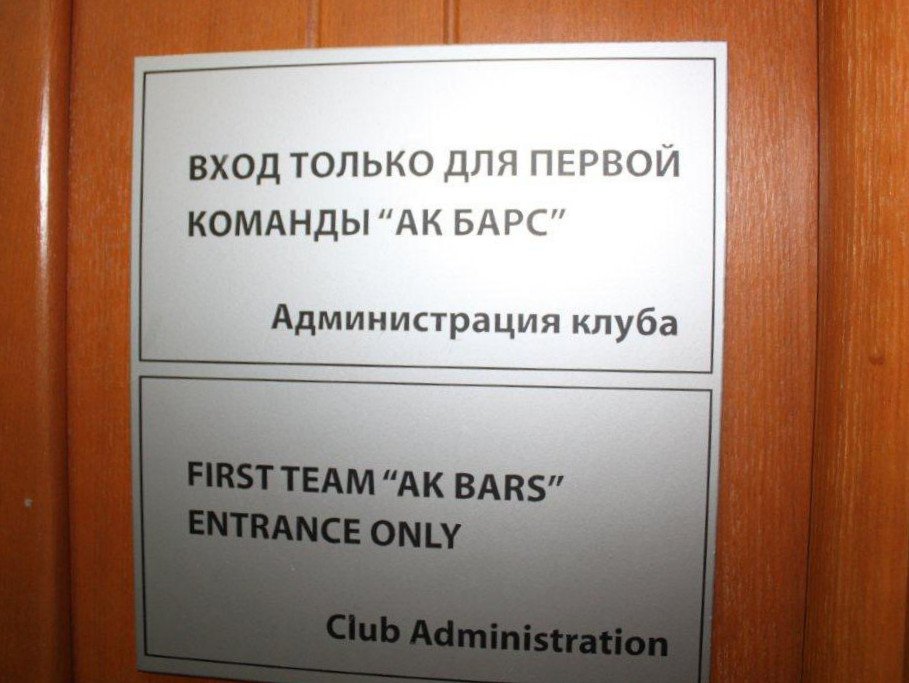 ВХОД ТОЛЬКО ДЛЯ ПЕРВОЙ
КОМАНДЫ “АК БАРС”
Администрация клуба
FIRST TEAM “AK BARS”
ENTRANCE ONLY
Club Administration